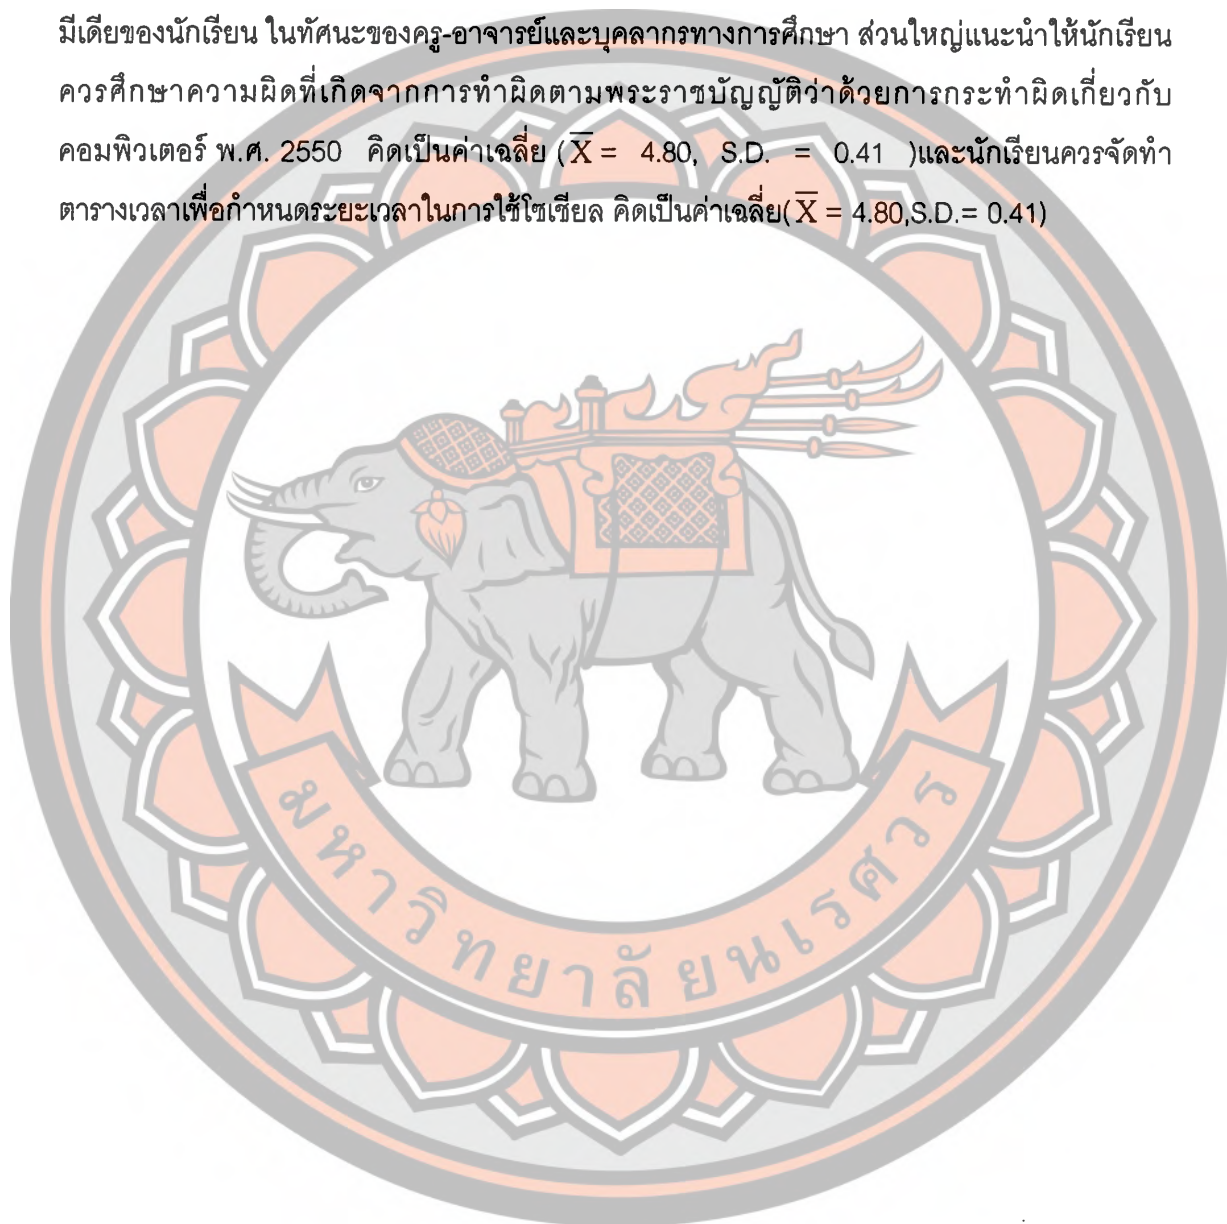 มีเดียของนักเรียน ในทัศนะของครู-อาจารย์และบุคลากรทางการศึกษา ส่วนใหญ่แนะนำให้นักเรียน
ควรศึกษาความผิดที่เกิดจากการทำผิดตามพระราชบัญญัติว่าด้วยการกระทำผิดเกี่ยวกับ
คอมพิวเตอร์ พ.ศ. 2550 คิดเป็นค่าเฉลี่ย (X̅ = 4.80, S.D. = 0.41 )และนักเรียนควรจัดทำ
ตารางเวลาเพื่อกำหนดระยะเวลาในการใช้โซเชียล คิดเป็นค่าเฉลี่ย(X̅ = 4.80,S.D.= 0.41)
มหาวิทยาลัยนเรศวร